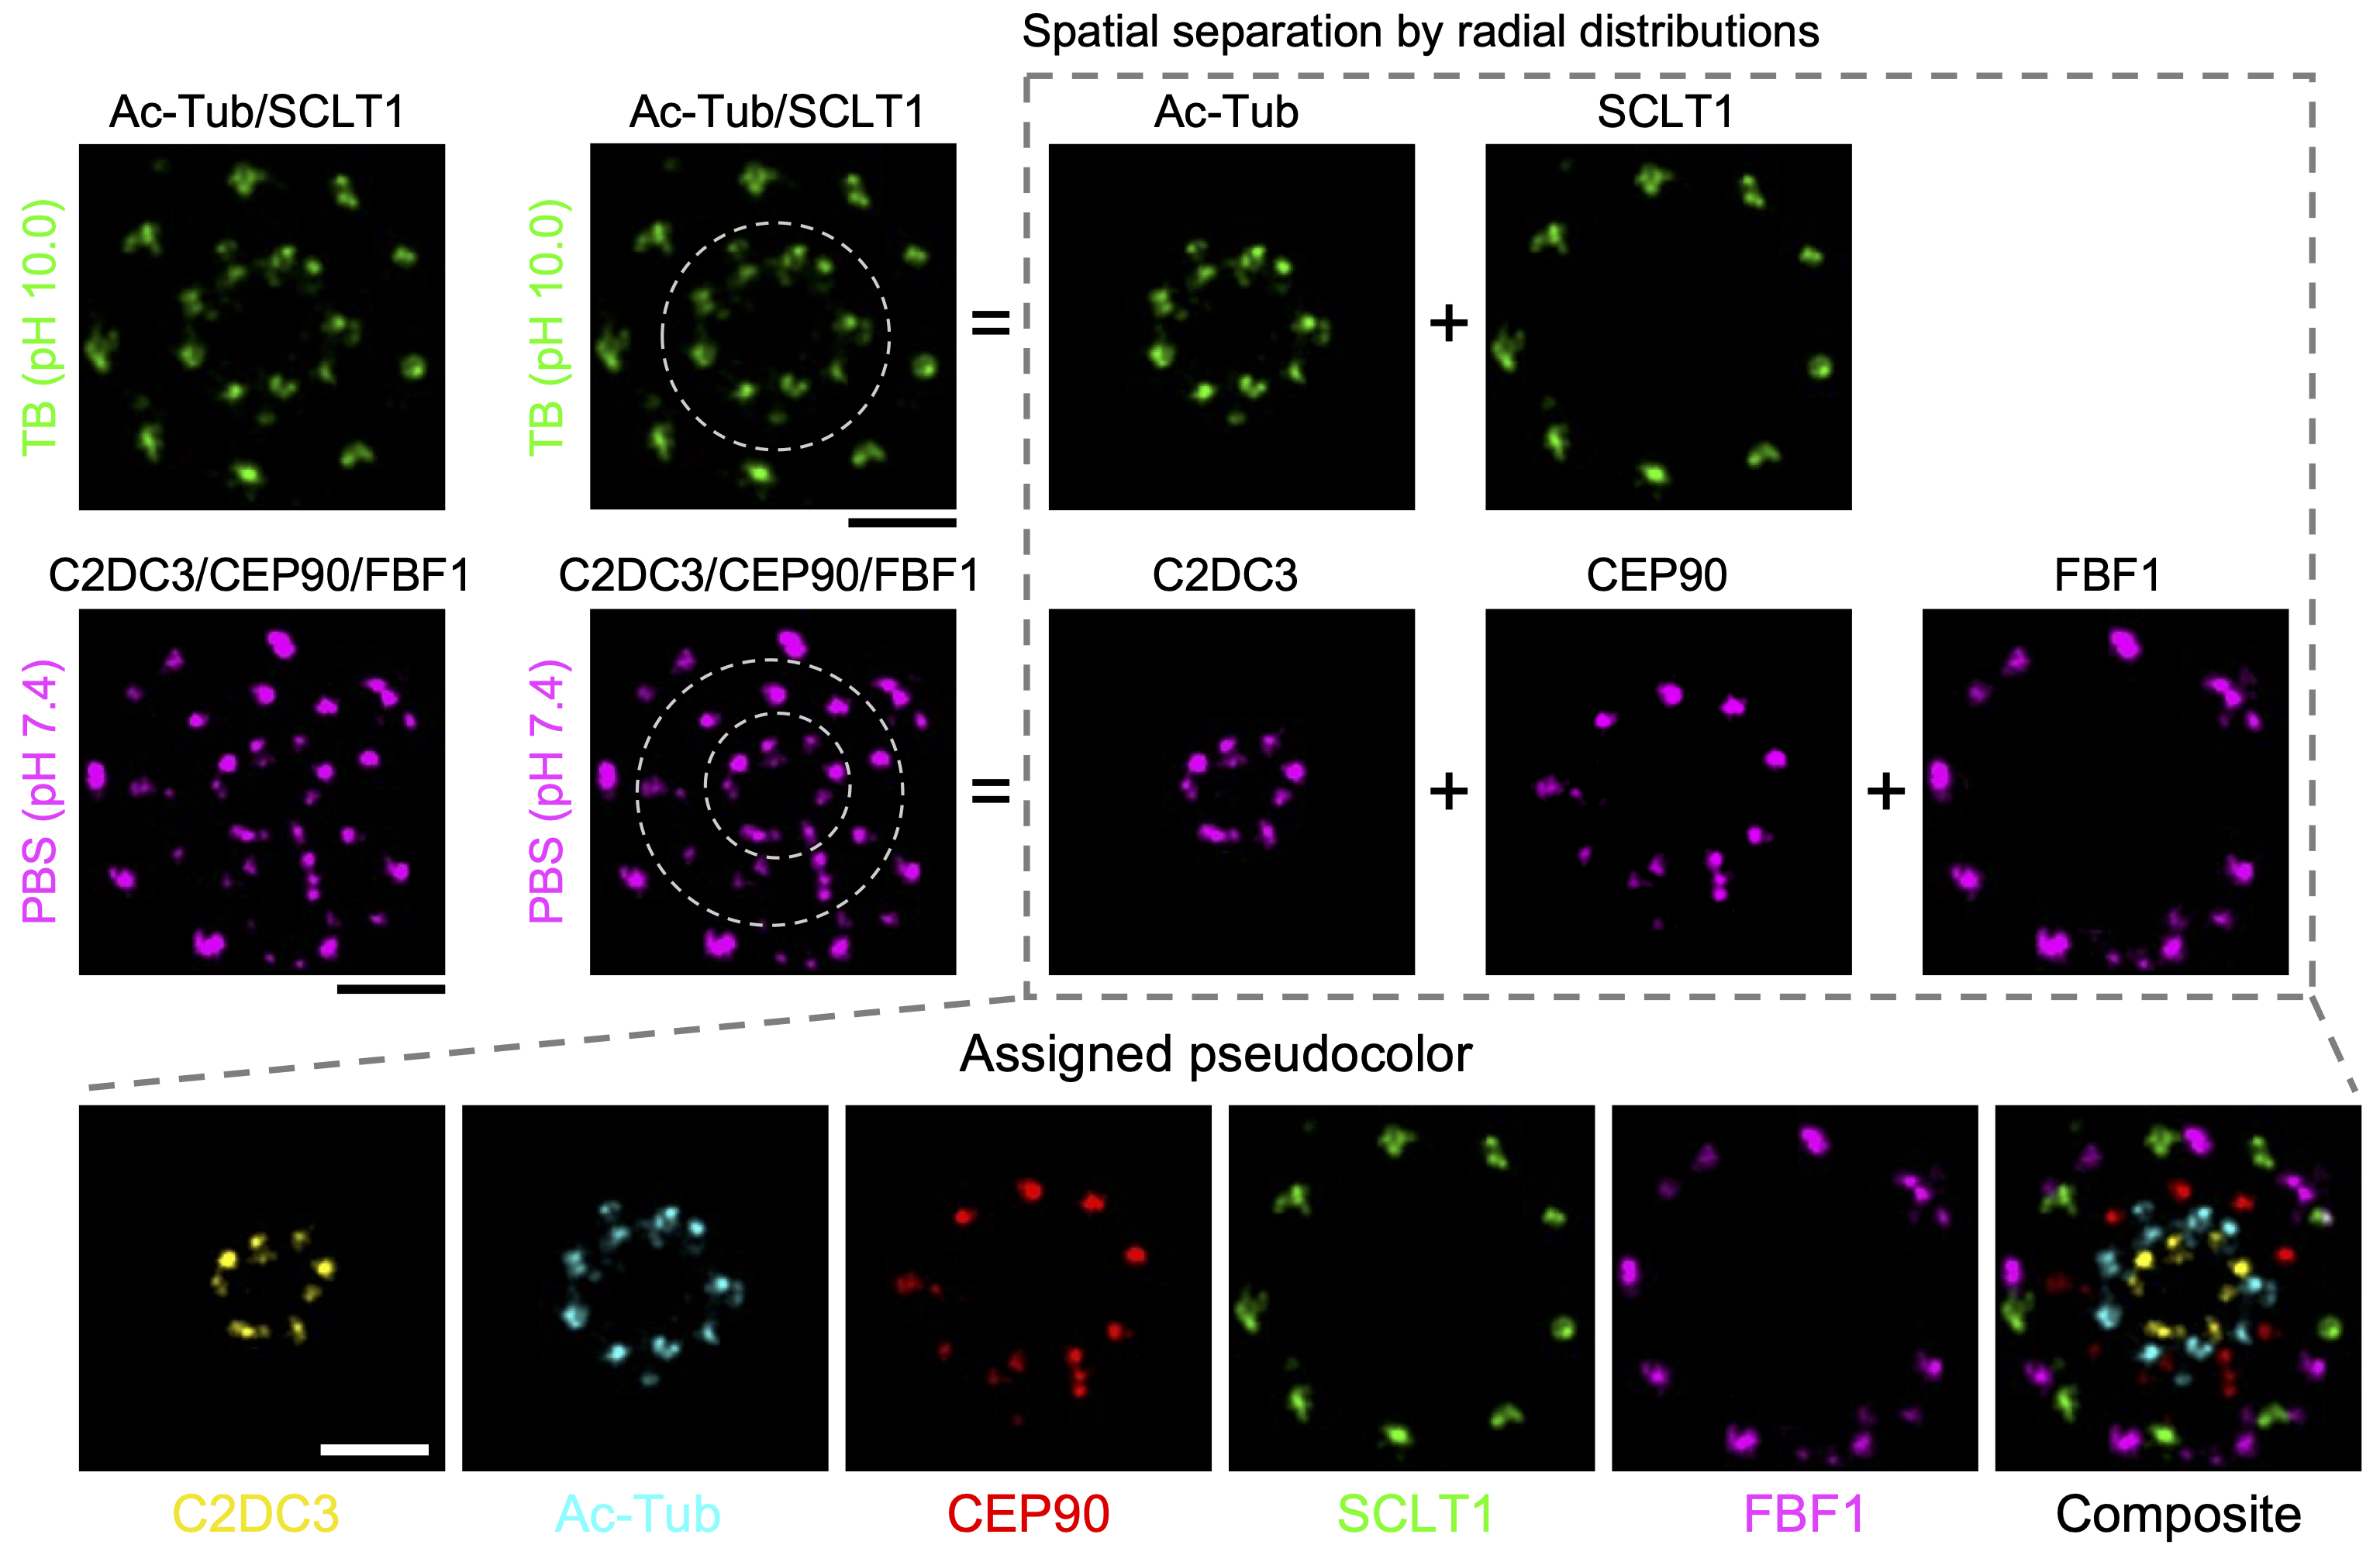 Spatial separation by radial distributions
Ac-Tub/SCLT1
Ac-Tub/SCLT1
Ac-Tub
SCLT1
TB (pH 10.0)
TB (pH 10.0)
=
+
C2DC3/CEP90/FBF1
C2DC3/CEP90/FBF1
C2DC3
CEP90
FBF1
PBS (pH 7.4)
PBS (pH 7.4)
=
+
+
Assigned pseudocolor
C2DC3
Ac-Tub
CEP90
SCLT1
FBF1
Composite